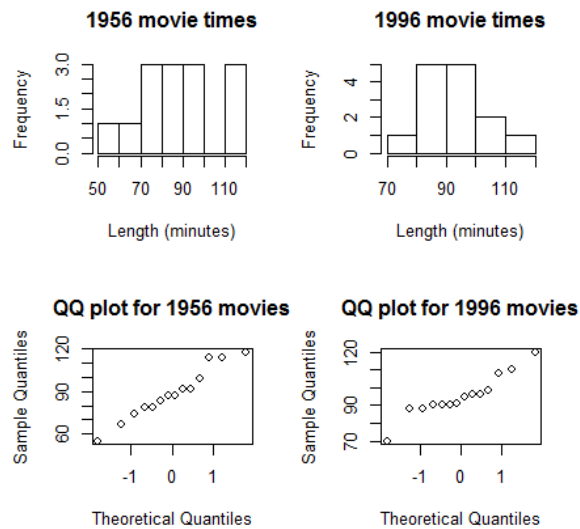 1956 movie times
Frequency
0.0 1.5 3.0
50 70 90 110
Length (minutes)
1996 movie times
Frequency
0 2 4
70 90 110
Length (minutes)
QQ plot for 1956 movies
Sample Quantiles
60 90 120
-1 0 1
Theoretical Quantiles
QQ plot for 1996 movies
Sample Quantiles
70 90 120
-1 0 1
Theoretical Quantiles